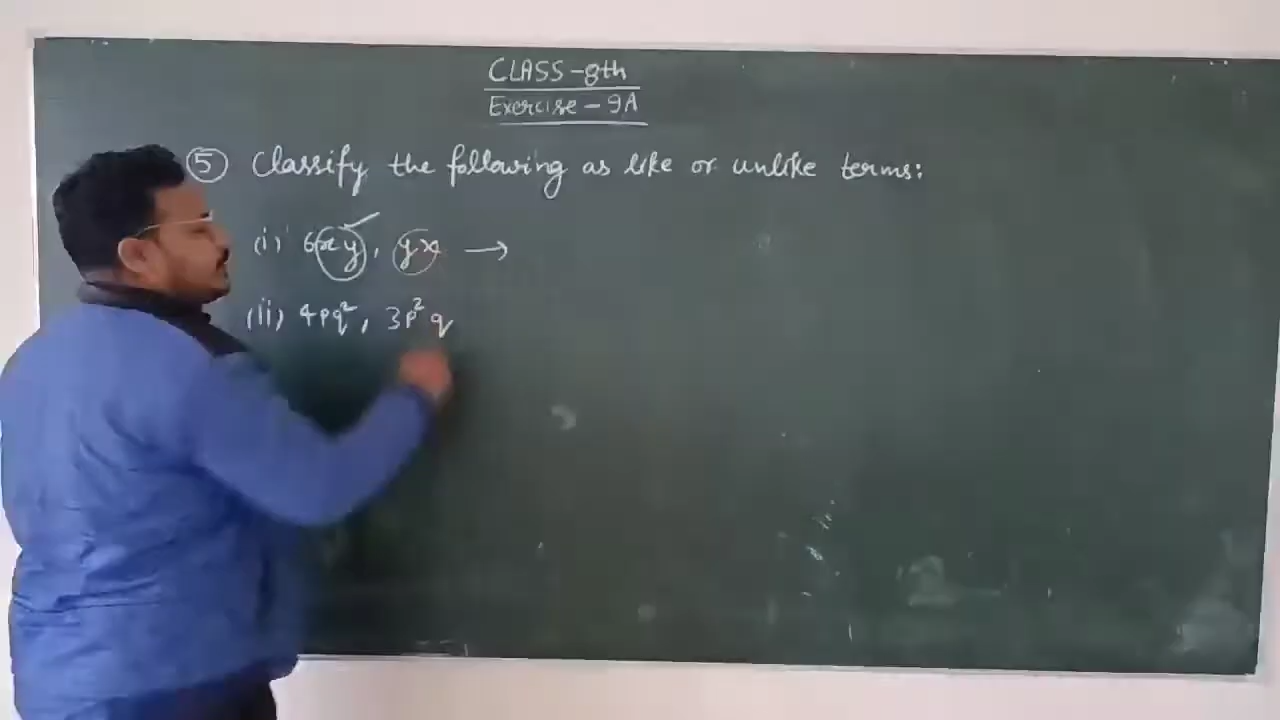 CLASS-8th
Exercise-9A
⑤ Classify the following as like or unlike terms:
(i) 6xy, yx →
(ii) 4pq², 3p²q